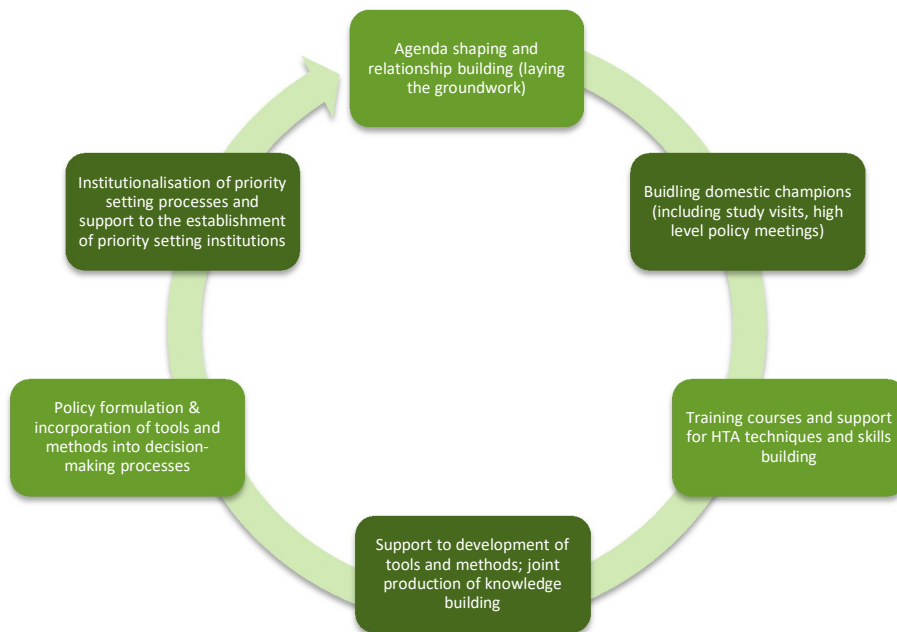 Agenda shaping and
relationship building (laying
the groundwork)
Buidling domestic champions
(including study visits, high
level policy meetings)
Training courses and support
for HTA techniques and skills
building
Support to development of
tools and methods; joint
production of knowledge
building
Policy formulation &
incorporation of tools and
methods into decision-
making processes
Institutionalisation of priority
setting processes and
support to the establishment
of priority setting institutions